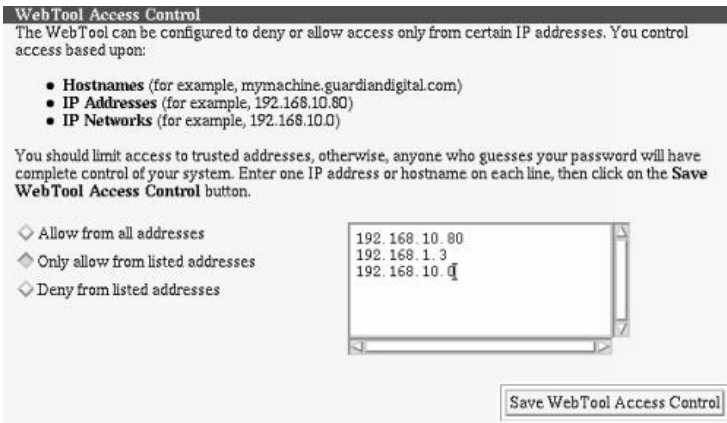 WebTool Access Control
The WebTool can be configured to deny or allow access only from certain IP addresses. You control
access based upon:
• Hostnames (for example, mymachine.guardiandigital.com)
• IP Addresses (for example, 192.168.10.80)
• IP Networks (for example, 192.168.10.0)
You should limit access to trusted addresses, otherwise, anyone who guesses your password will have
complete control of your system. Enter one IP address or hostname on each line, then click on the Save
WebTool Access Control button.
Allow from all addresses
Only allow from listed addresses
Deny from listed addresses
192.168.10.80
192.168.1.3
192.168.10.0
Save WebTool Access Control